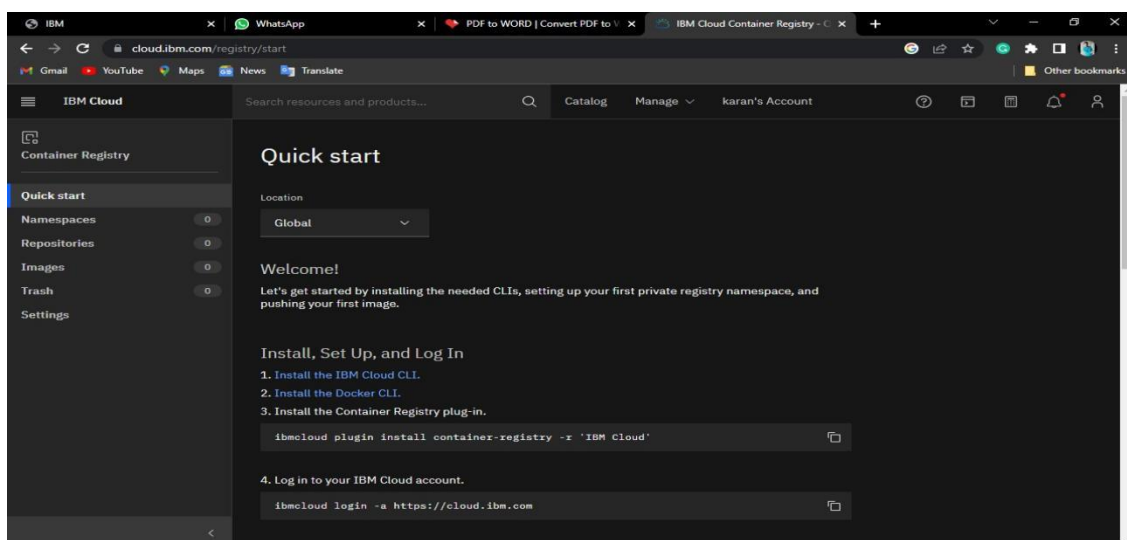 IBM
WhatsApp
PDF to WORD | Convert PDF to W
IBM Cloud Container Registry - C
cloud.ibm.com/registry/start
Gmail YouTube Maps News Translate Other bookmarks
IBM Cloud Search resources and products... Catalog Manage karan's Account
Container Registry
Quick start
Namespaces 0
Repositories 0
Images 0
Trash 0
Settings
Quick start
Location
Global
Welcome!
Let's get started by installing the needed CLIs, setting up your first private registry namespace, and
pushing your first image.
Install, Set Up, and Log In
1. Install the IBM Cloud CLI.
2. Install the Docker CLI.
3. Install the Container Registry plug-in.
ibmcloud plugin install container-registry -r 'IBM Cloud'
4. Log in to your IBM Cloud account.
ibmcloud login -a https://cloud.ibm.com